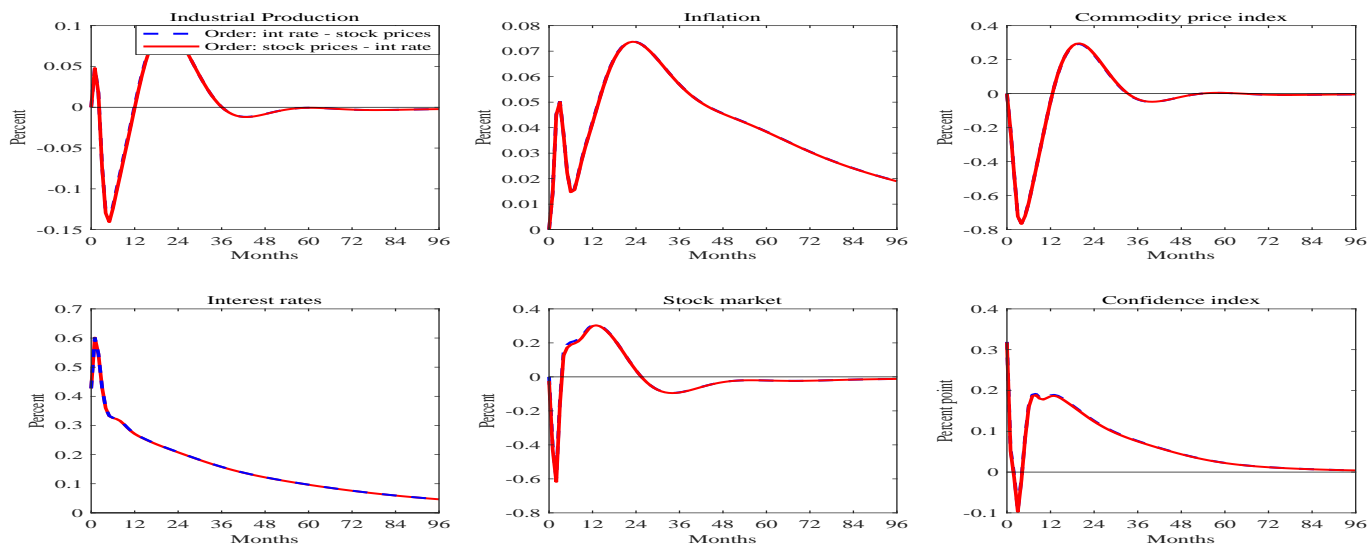 Industrial Production
0.1
0.05
0
-0.05
-0.1
-0.15
Percent
Order: int rate - stock prices
Order: stock prices - int rate
0 12 24 36 48 60 72 84 96
Months
Inflation
0.08
0.07
0.06
0.05
0.04
0.03
0.02
0.01
0
Percent
0 12 24 36 48 60 72 84 96
Months
Commodity price index
0.4
0.2
0
-0.2
-0.4
-0.6
-0.8
Percent
0 12 24 36 48 60 72 84 96
Months
Interest rates
0.7
0.6
0.5
0.4
0.3
0.2
0.1
0
Percent
0 12 24 36 48 60 72 84 96
Months
Stock market
0.4
0.2
0
-0.2
-0.4
-0.6
-0.8
Percent
0 12 24 36 48 60 72 84 96
Months
Confidence index
0.4
0.3
0.2
0.1
0
-0.1
Percent point
0 12 24 36 48 60 72 84 96
Months